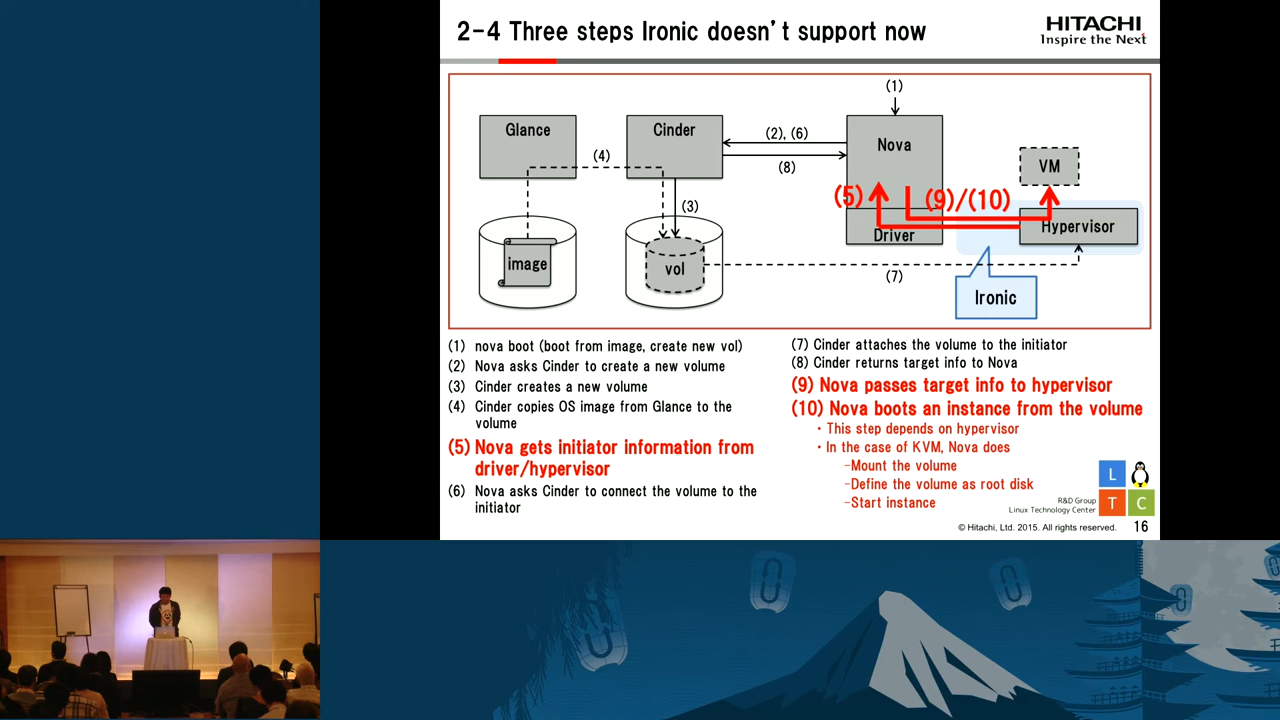 2-4 Three steps Ironic doesn't support now
HITACHI
Inspire the Next
(1)
Glance
Cinder
Nova
(2), (6)
(4)
(8)
VM
(5)
(9)/(10)
(3)
Driver
Hypervisor
image
vol
(7)
Ironic
(1) nova boot (boot from image, create new vol)
(2) Nova asks Cinder to create a new volume
(3) Cinder creates a new volume
(4) Cinder copies OS image from Glance to the
volume
(5) Nova gets initiator information from
driver/hypervisor
(6) Nova asks Cinder to connect the volume to the
initiator
(7) Cinder attaches the volume to the initiator
(8) Cinder returns target info to Nova
(9) Nova passes target info to hypervisor
(10) Nova boots an instance from the volume
・This step depends on hypervisor
・In the case of KVM, Nova does
-Mount the volume
-Define the volume as root disk
-Start instance
R&D Group
Linux Technology Center
L
T C
© Hitachi, Ltd. 2015. All rights reserved.
16